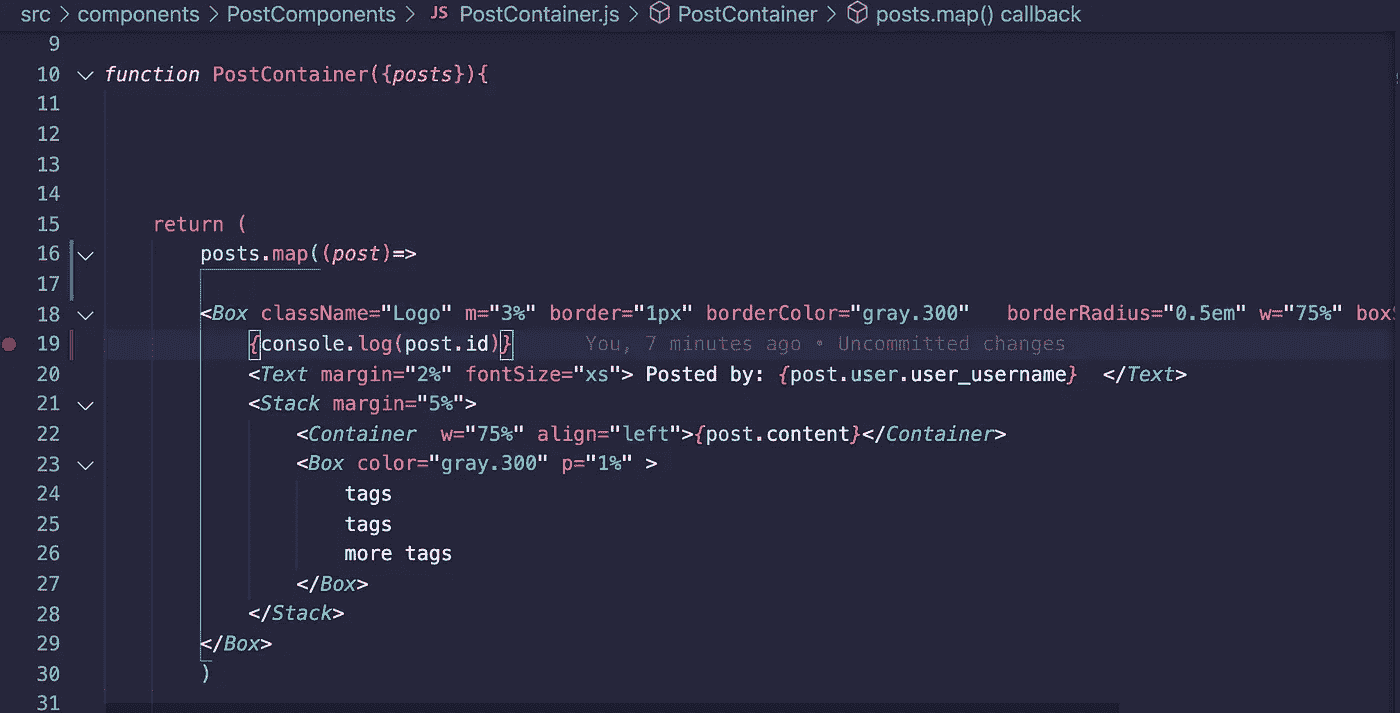 src > components > PostComponents > JS PostContainer.js > PostContainer > posts.map() callback
9
10 function PostContainer({posts}){
11
12
13
14
15 return (
16 posts.map((post)=>
17
18 <Box className="Logo" m="3%" border="1px" borderColor="gray.300" borderRadius="0.5em" w="75%"
19 {console.log(post.id)} You, 7 minutes ago • Uncommitted changes
20 <Text margin="2%" fontSize="xs"> Posted by: {post.user.user_username} </Text>
21 <Stack margin="5%">
22 <Container w="75%" align="left">{post.content}</Container>
23 <Box color="gray.300" p="1%" >
24 tags
25 tags
26 more tags
27 </Box>
28 </Stack>
29 </Box>
30 )
31